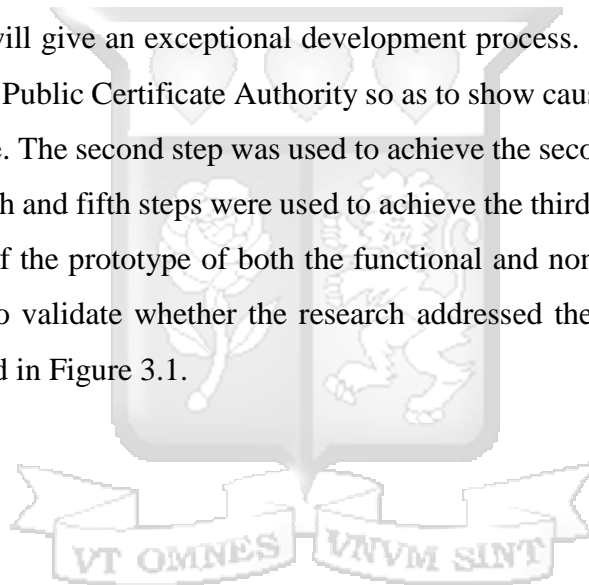 will give an exceptional development process.
Public Certificate Authority so as to show cau
e. The second step was used to achieve the seco
h and fifth steps were used to achieve the third
f the prototype of both the functional and nor
o validate whether the research addressed the
d in Figure 3.1.
VT OMNES VNVM SINT